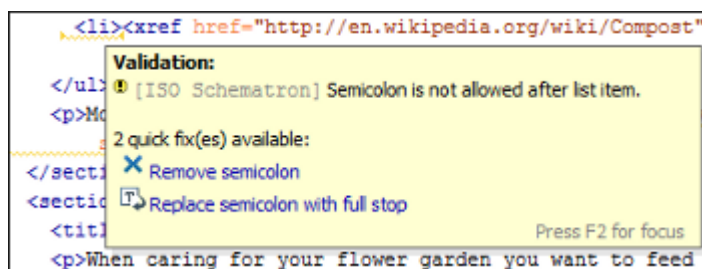 <li><xref href="http://en.wikipedia.org/wiki/Compost"
Validation:
</ul>
[ISO Schematron] Semicolon is not allowed after list item.
<p>Mo
2 quick fix(es) available:
</secti
Remove semicolon
<sectio
Replace semicolon with full stop
<titl
Press F2 for focus
<p>When caring for your flower garden you want to feed